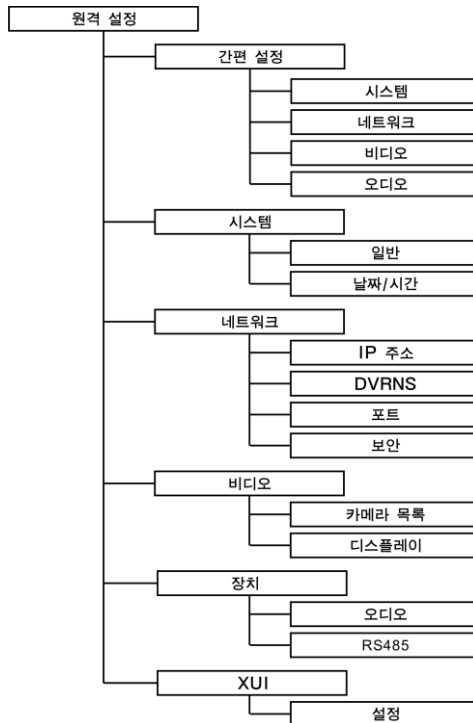 원격 설정
간편 설정
시스템
네트워크
비디오
오디오
시스템
일반
날짜/시간
네트워크
IP 주소
DVRNS
포트
보안
비디오
카메라 목록
디스플레이
장치
오디오
RS485
XUI
설정